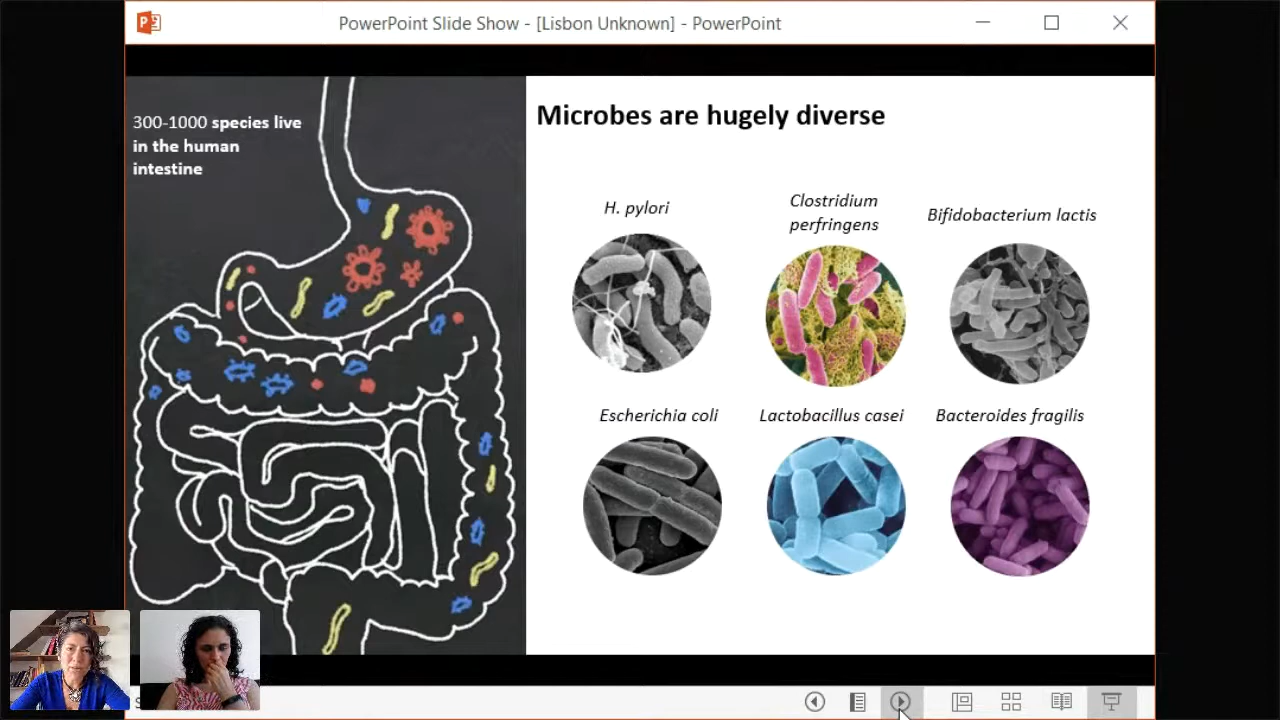 PowerPoint Slide Show - [Lisbon Unknown] - PowerPoint
300-1000 species live
in the human
intestine
Microbes are hugely diverse
H. pylori
Clostridium
perfringens
Bifidobacterium lactis
Escherichia coli
Lactobacillus casei
Bacteroides fragilis